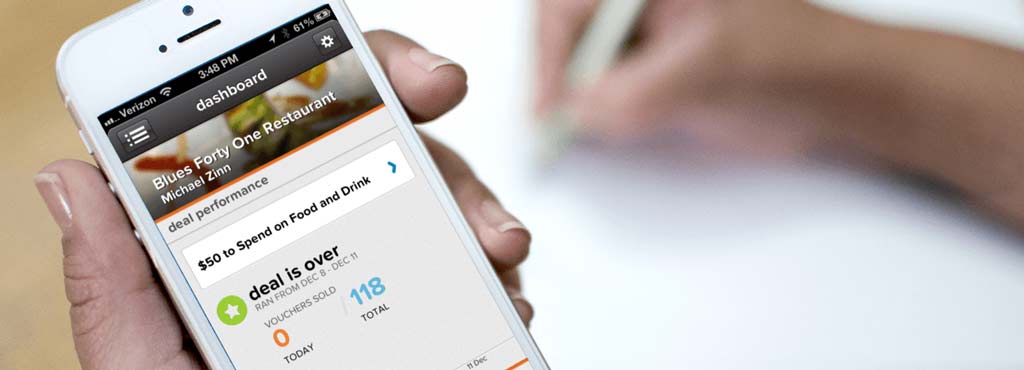 Verizon 3:48 PM 61%
dashboard
Blues Forty One Restaurant
Michael Zinn
deal performance
$50 to Spend on Food and Drink
deal is over
RAN FROM DEC 8 - DEC 11
VOUCHERS SOLD
0 118
TODAY TOTAL
11 Dec